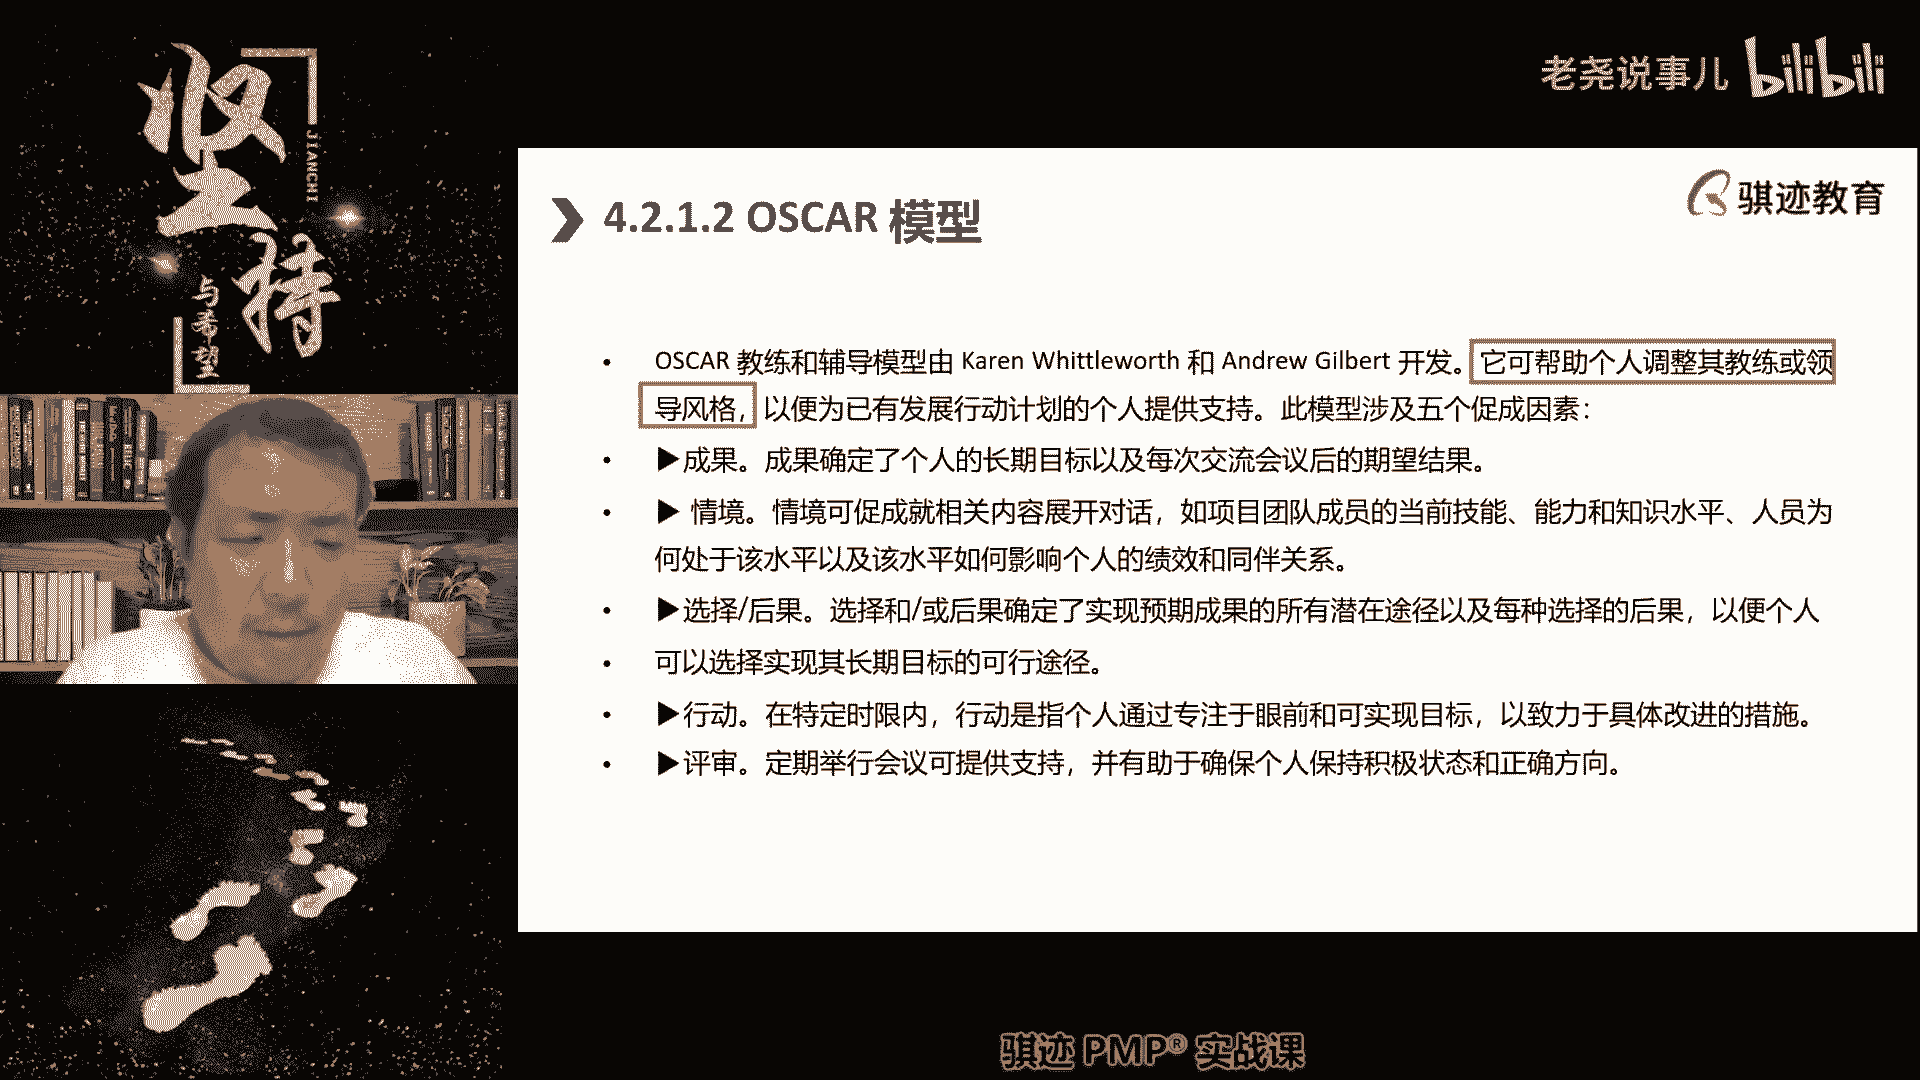 坚持
JIANCHI
与希望
老尧说事儿 bilibili
骐迹教育
4.2.1.2 OSCAR 模型
• OSCAR 教练和辅导模型由 Karen Whittleworth 和 Andrew Gilbert 开发。它可帮助个人调整其教练或领
导风格，以便为已有发展行动计划的个人提供支持。此模型涉及五个促成因素：
• ▶成果。成果确定了个人的长期目标以及每次交流会议后的期望结果。
• ▶ 情境。情境可促成就相关内容展开对话，如项目团队成员的当前技能、能力和知识水平、人员为
何处于该水平以及该水平如何影响个人的绩效和同伴关系。
• ▶选择/后果。选择和/或后果确定了实现预期成果的所有潜在途径以及每种选择的后果，以便个人
• 可以选择实现其长期目标的可行途径。
• ▶行动。在特定时限内，行动是指个人通过专注于眼前和可实现目标，以致力于具体改进的措施。
• ▶评审。定期举行会议可提供支持，并有助于确保个人保持积极状态和正确方向。
骐迹 PMP® 实战课